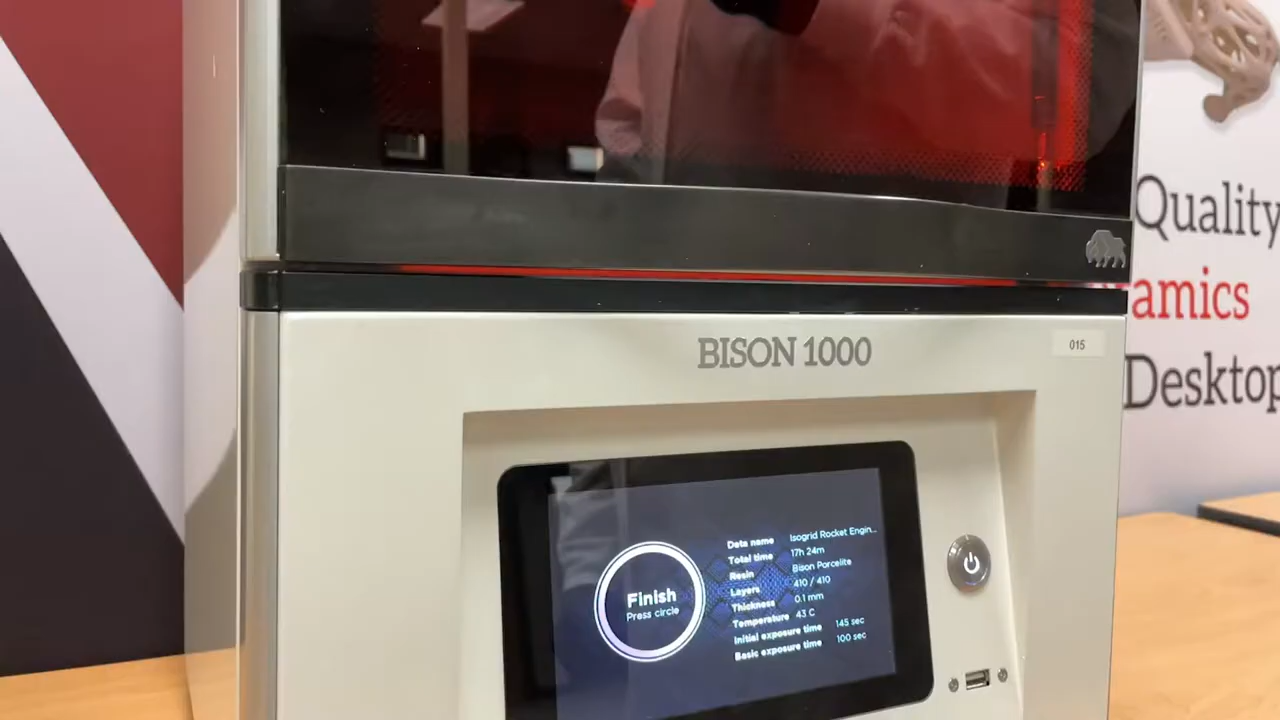 Quality
amics
Desktop
BISON 1000
015
Finish
Press circle
Data name Isogrid Rocket Engin...
Total time 17h 24m
Resin Bison Porcelite
Layers 410 / 410
Thickness 0.1 mm
Temperature 43 C
Initial exposure time 145 sec
Basic exposure time 100 sec